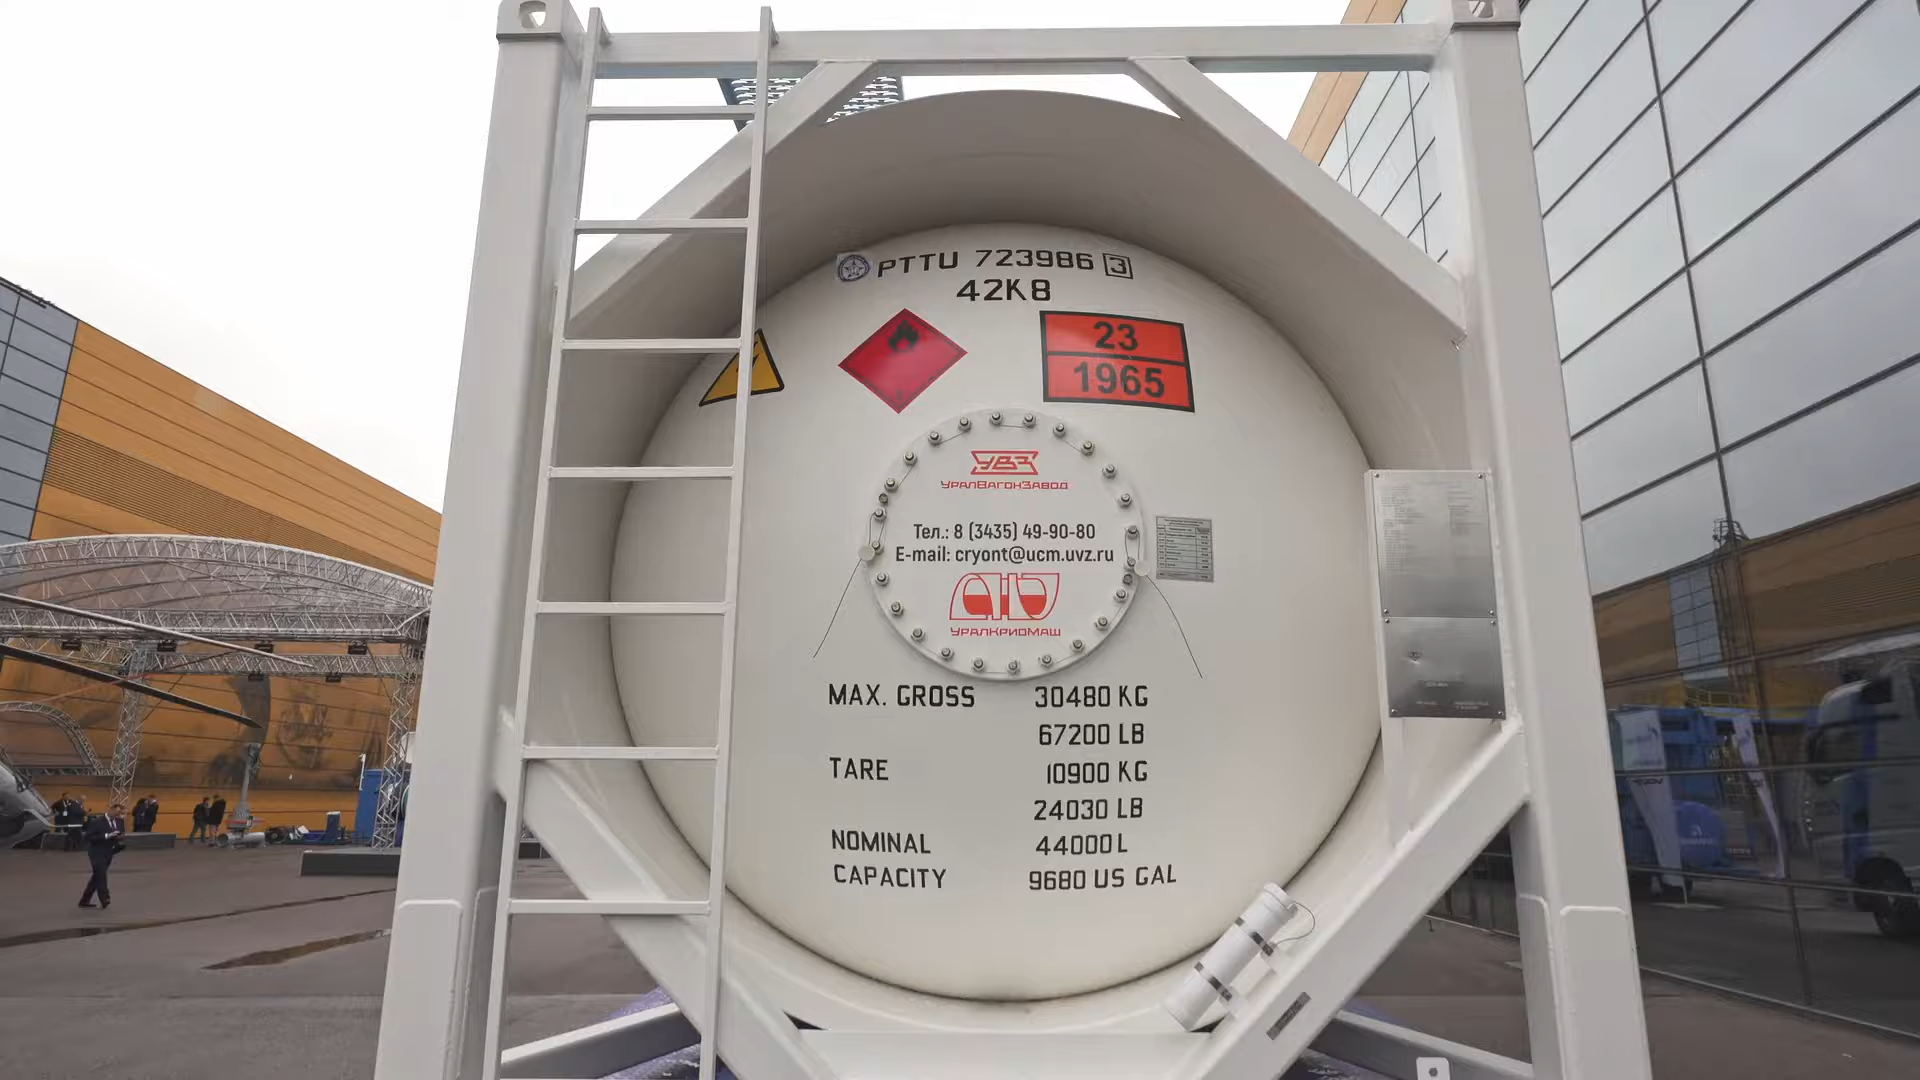 PTTU 723986 3
42K8
23
1965
УВЗ
УРАЛВАГОНЗАВОД
Тел.: 8 (3435) 49-90-80
E-mail: cryont@ucm.uvz.ru
УРАЛКРИОМАШ
MAX. GROSS 30480 KG
67200 LB
TARE 10900 KG
24030 LB
NOMINAL 44000 L
CAPACITY 9680 US GAL